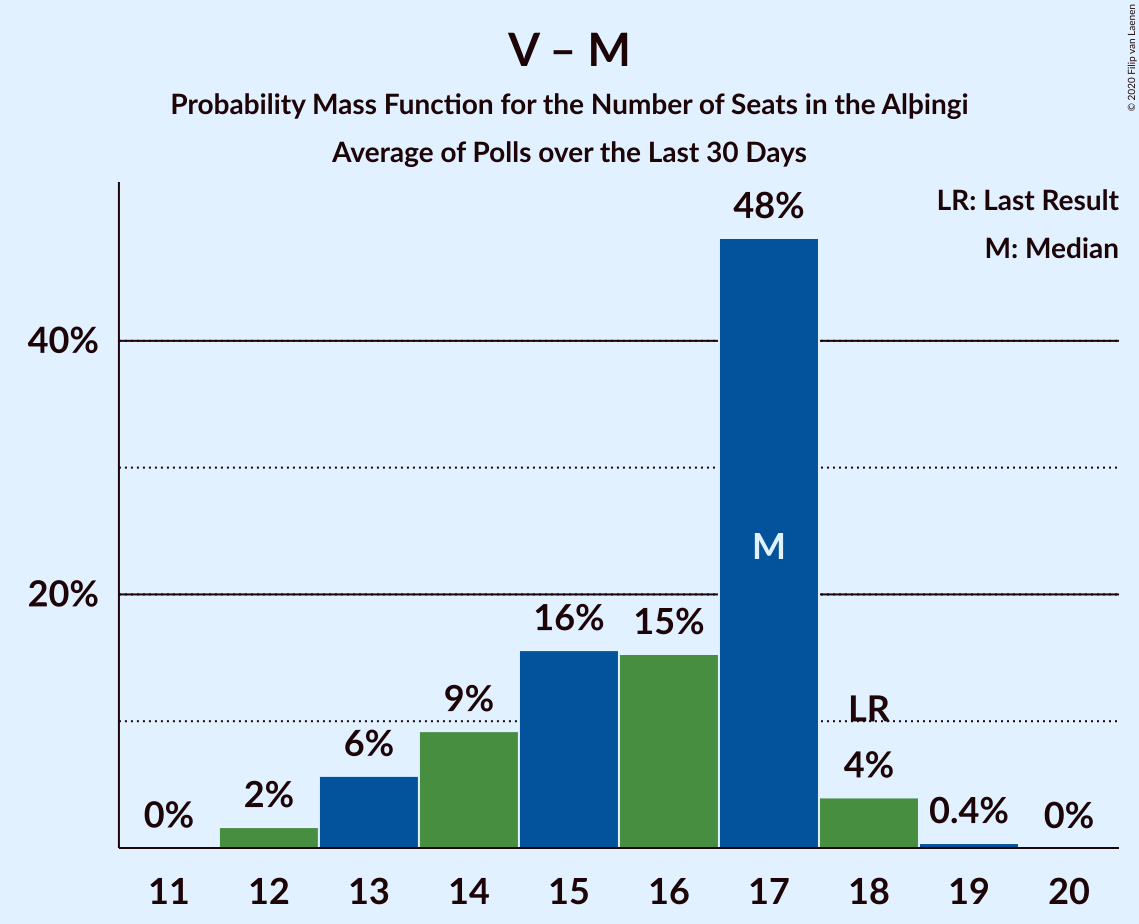 V – M
Probability Mass Function for the Number of Seats in the Alþingi
Average of Polls over the Last 30 Days
© 2020 Filip van Laenen
LR: Last Result
M: Median
48%
40%
M
20%
16%
15%
LR
9%
6%
4%
2%
0%
0.4%
0%
11 12 13 14 15 16 17 18 19 20